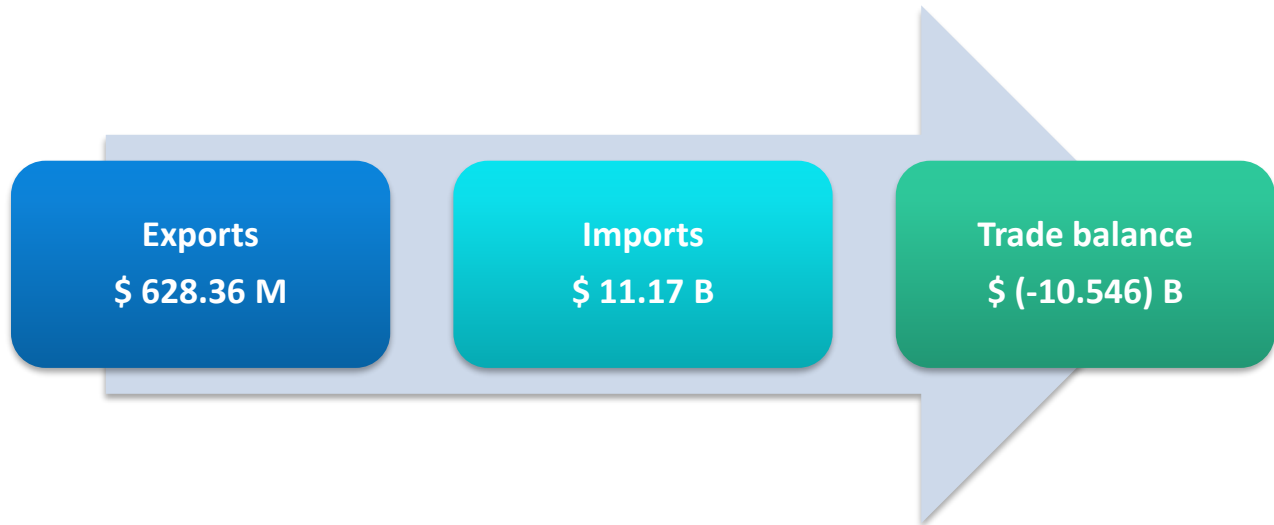 Exports
$ 628.36 M
Imports
$ 11.17 B
Trade balance
$ (-10.546) B